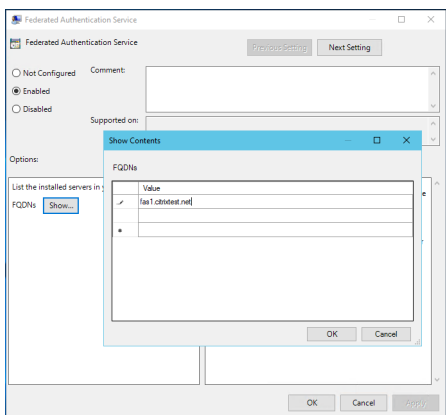 Federated Authentication Service
Federated Authentication Service
Previous Setting
Next Setting
Not Configured
Comment:
Enabled
Disabled
Supported on:
Options:
Show Contents
FQDNs
Value
fas1.citrixtest.net
List the installed servers in
FQDNs
Show...
OK
Cancel
OK
Cancel
Apply